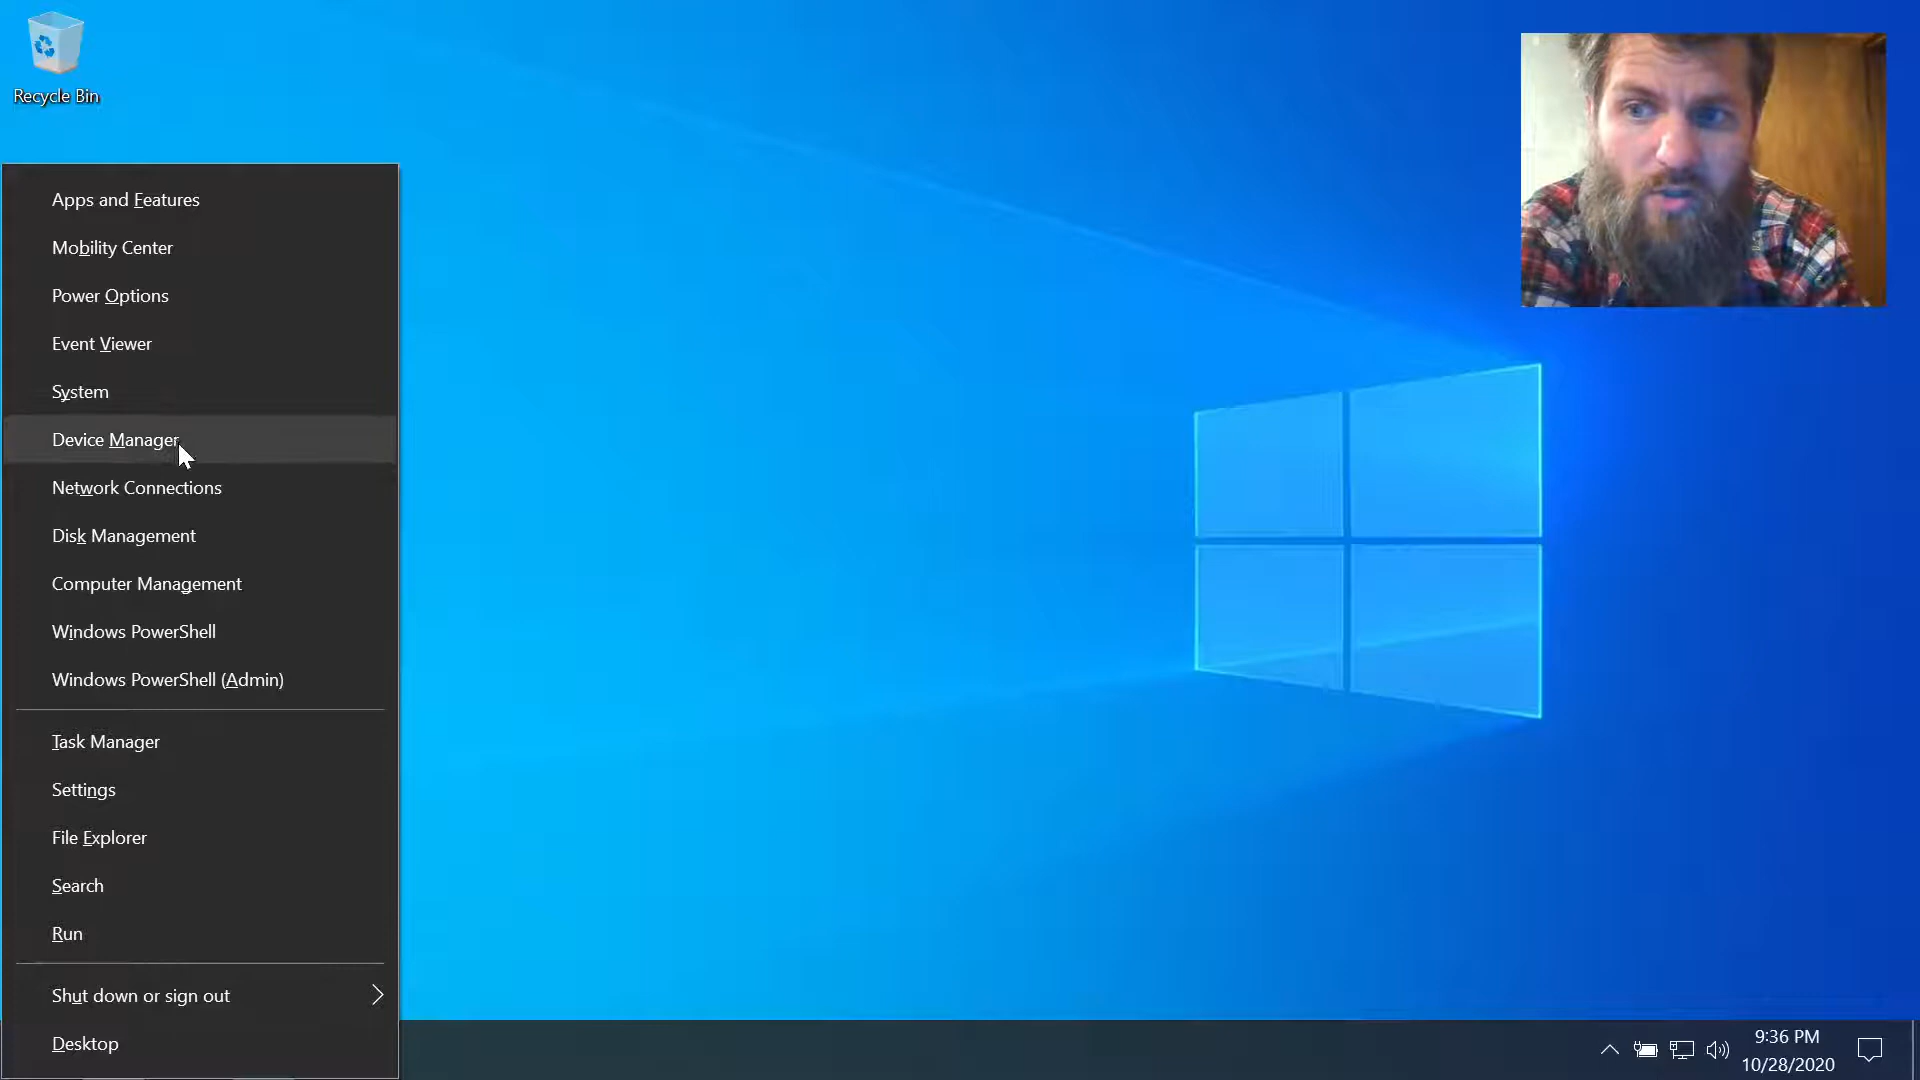 Recycle Bin
Apps and Features
Mobility Center
Power Options
Event Viewer
System
Device Manager
Network Connections
Disk Management
Computer Management
Windows PowerShell
Windows PowerShell (Admin)
Task Manager
Settings
File Explorer
Search
Run
Shut down or sign out
Desktop
9:36 PM
10/28/2020